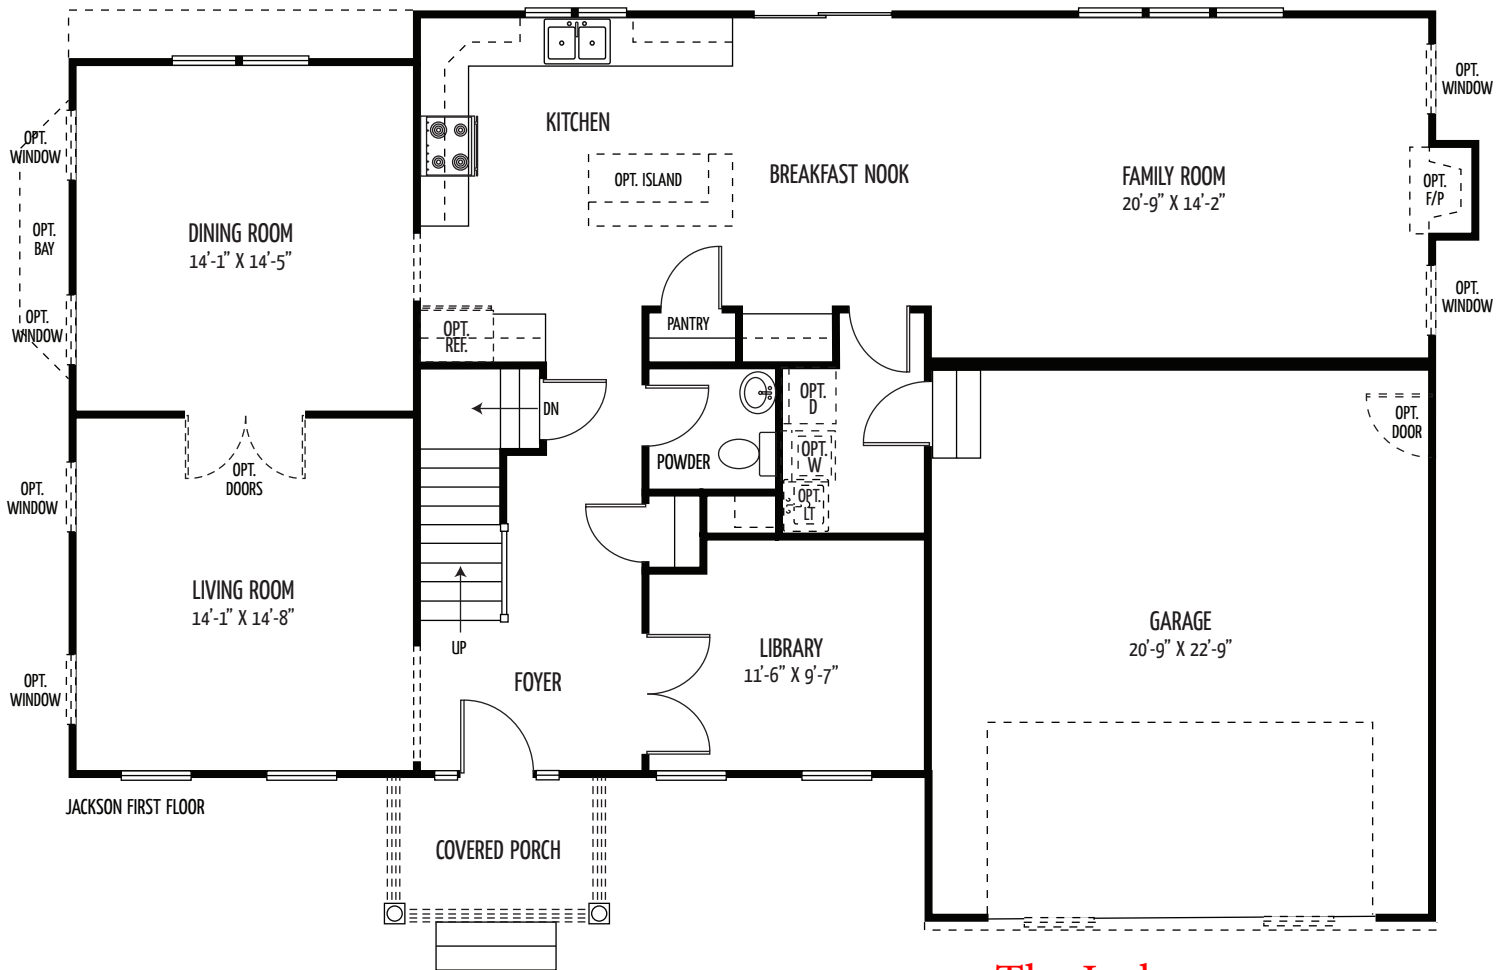 OPT.
WINDOW
KITCHEN
OPT.
WINDOW
OPT. ISLAND
BREAKFAST NOOK
FAMILY ROOM
20'-9" X 14'-2"
OPT.
F/P
OPT.
BAY
DINING ROOM
14'-1" X 14'-5"
OPT.
WINDOW
OPT.
WINDOW
OPT.
REF.
PANTRY
DN
OPT.
D
OPT.
DOOR
OPT.
DOORS
POWDER
OPT.
W
OPT.
WINDOW
OPT.
LT
LIVING ROOM
14'-1" X 14'-8"
UP
LIBRARY
11'-6" X 9'-7"
GARAGE
20'-9" X 22'-9"
OPT.
WINDOW
FOYER
JACKSON FIRST FLOOR
COVERED PORCH